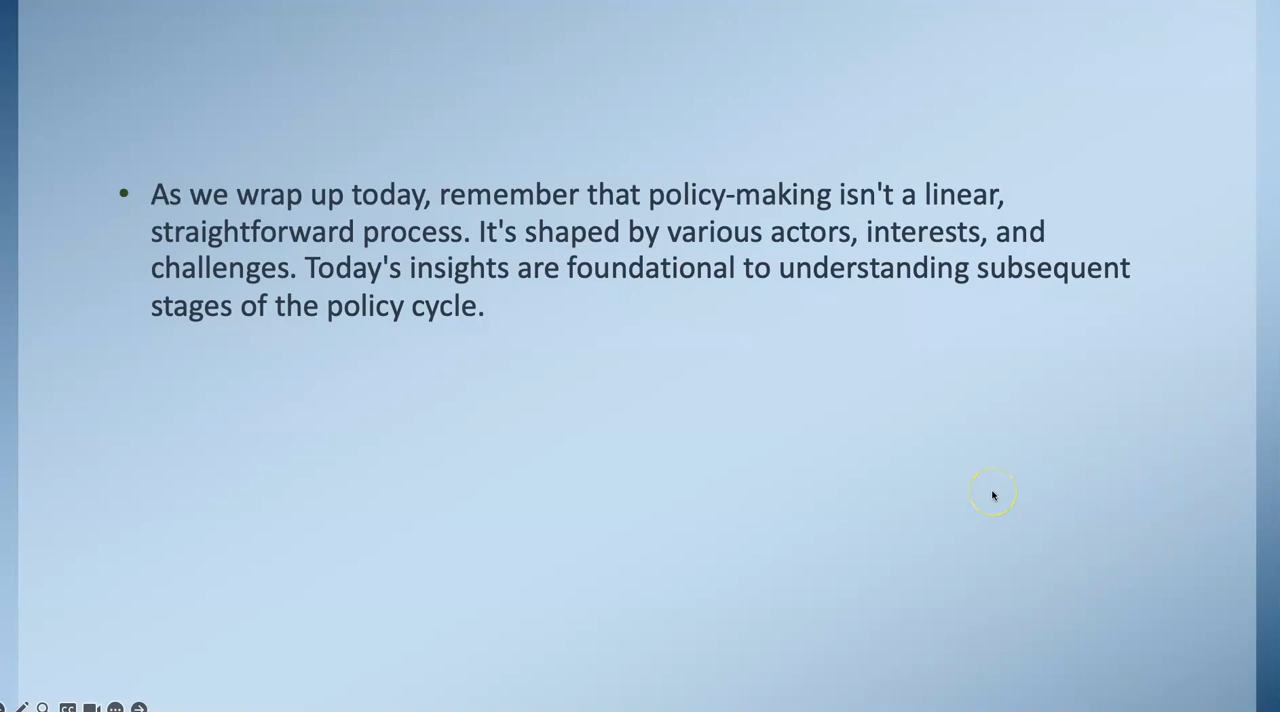 • As we wrap up today, remember that policy-making isn't a linear,
straightforward process. It's shaped by various actors, interests, and
challenges. Today's insights are foundational to understanding subsequent
stages of the policy cycle.
CC